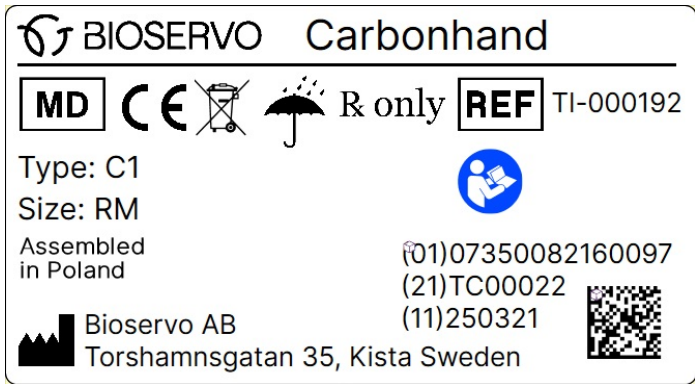 BIOSERVO Carbonhand
MD CE R only REF TI-000192
Type: C1
Size: RM
Assembled
in Poland
(01)07350082160097
(21)TC00022
(11)250321
Bioservo AB
Torshamnsgatan 35, Kista Sweden